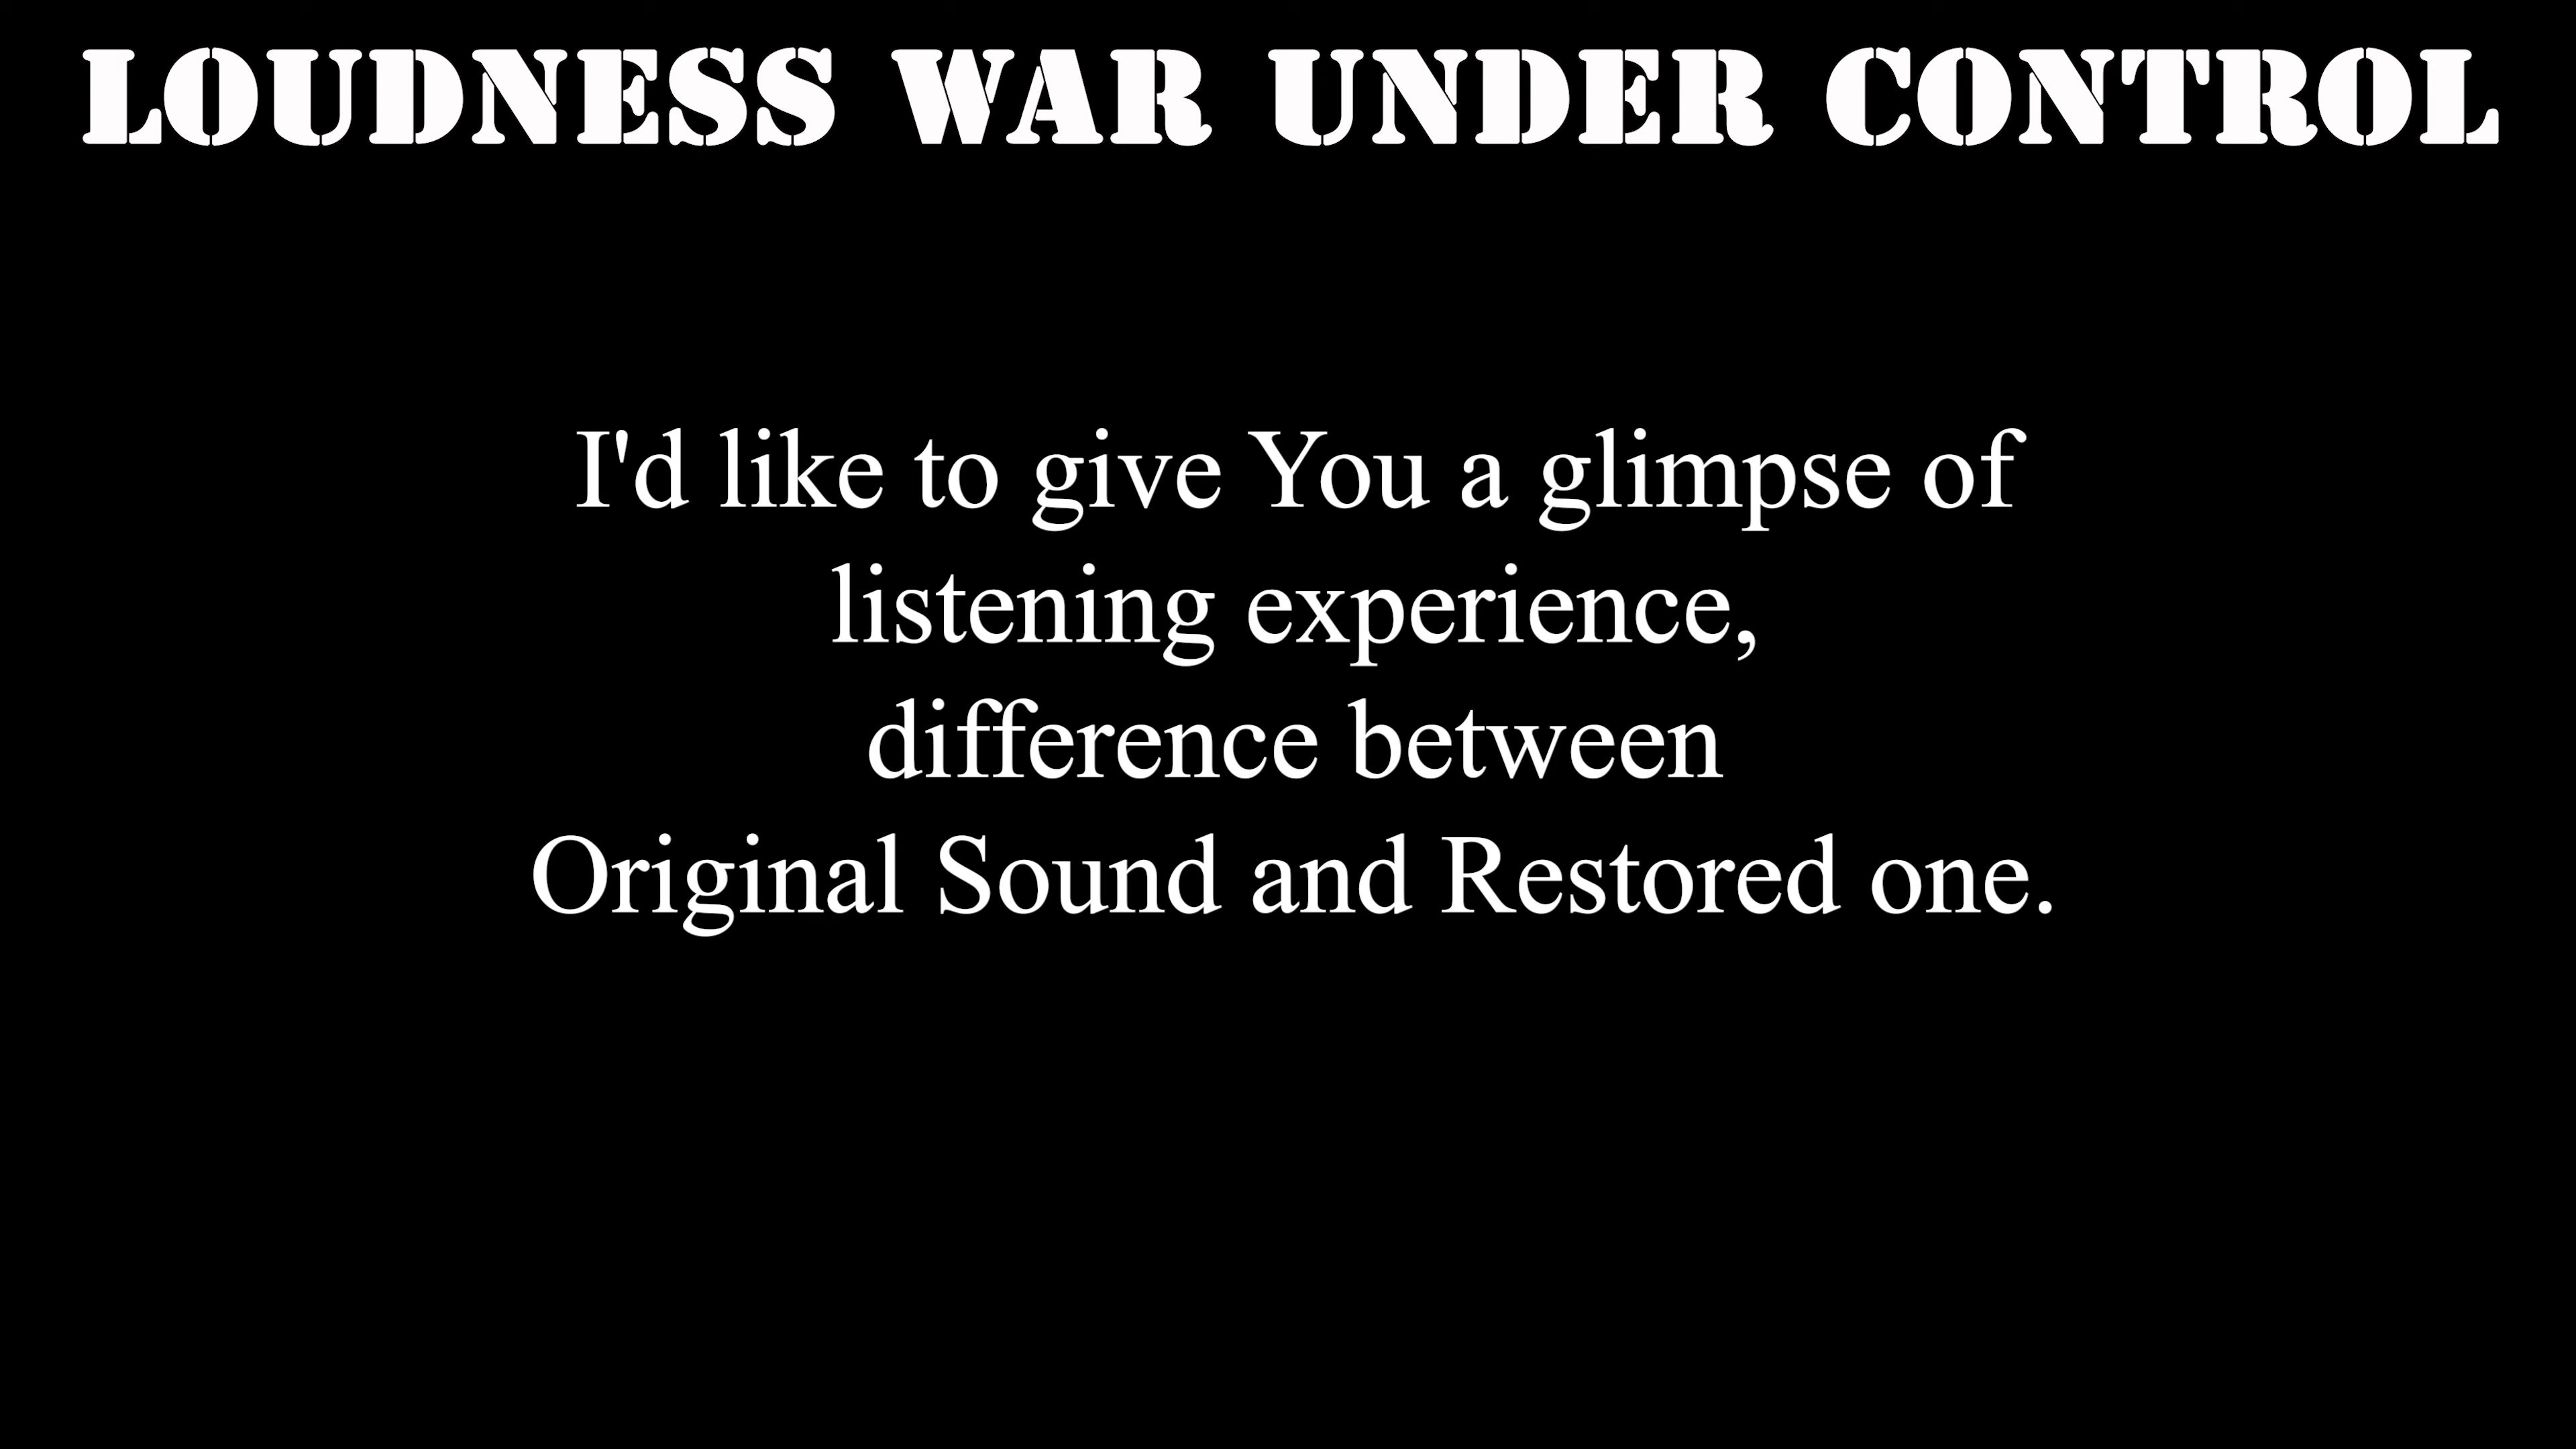 LOUDNESS WAR UNDER CONTROL
I'd like to give You a glimpse of
listening experience,
difference between
Original Sound and Restored one.